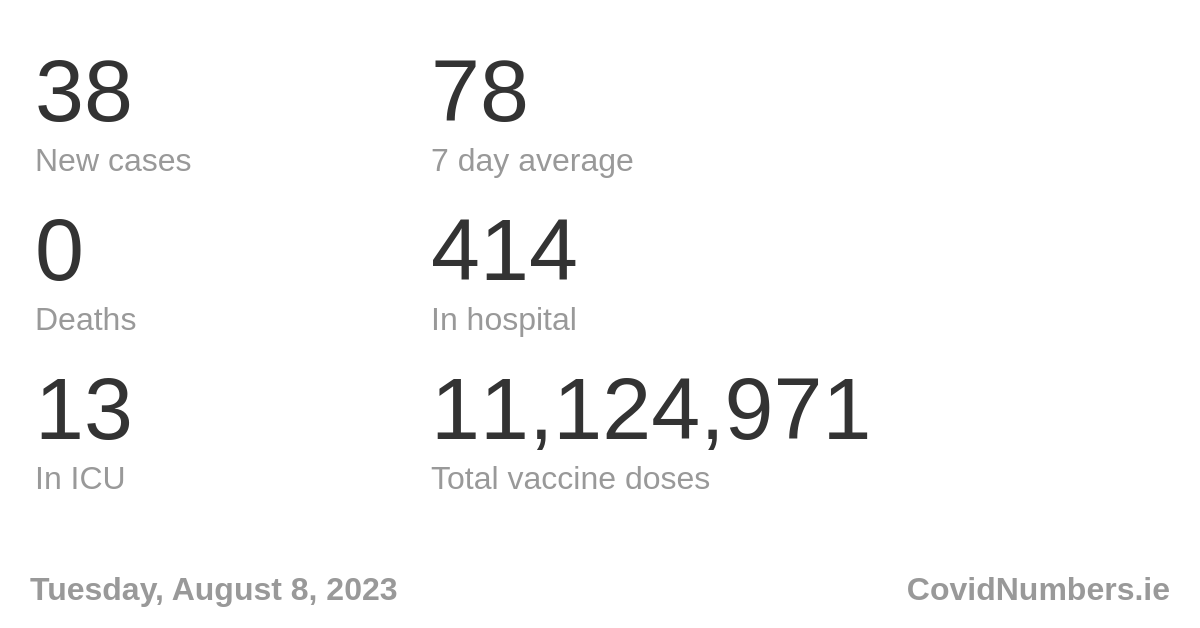 38
New cases
78
7 day average
0
Deaths
414
In hospital
13
In ICU
11,124,971
Total vaccine doses
Tuesday, August 8, 2023
CovidNumbers.ie